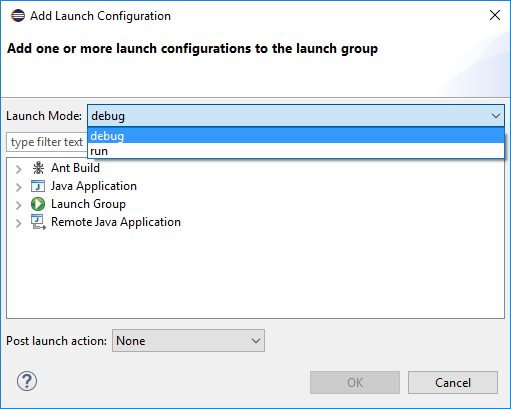 Add Launch Configuration
Add one or more launch configurations to the launch group
Launch Mode: debug
debug
run
type filter text
Ant Build
Java Application
Launch Group
Remote Java Application
Post launch action: None
OK
Cancel